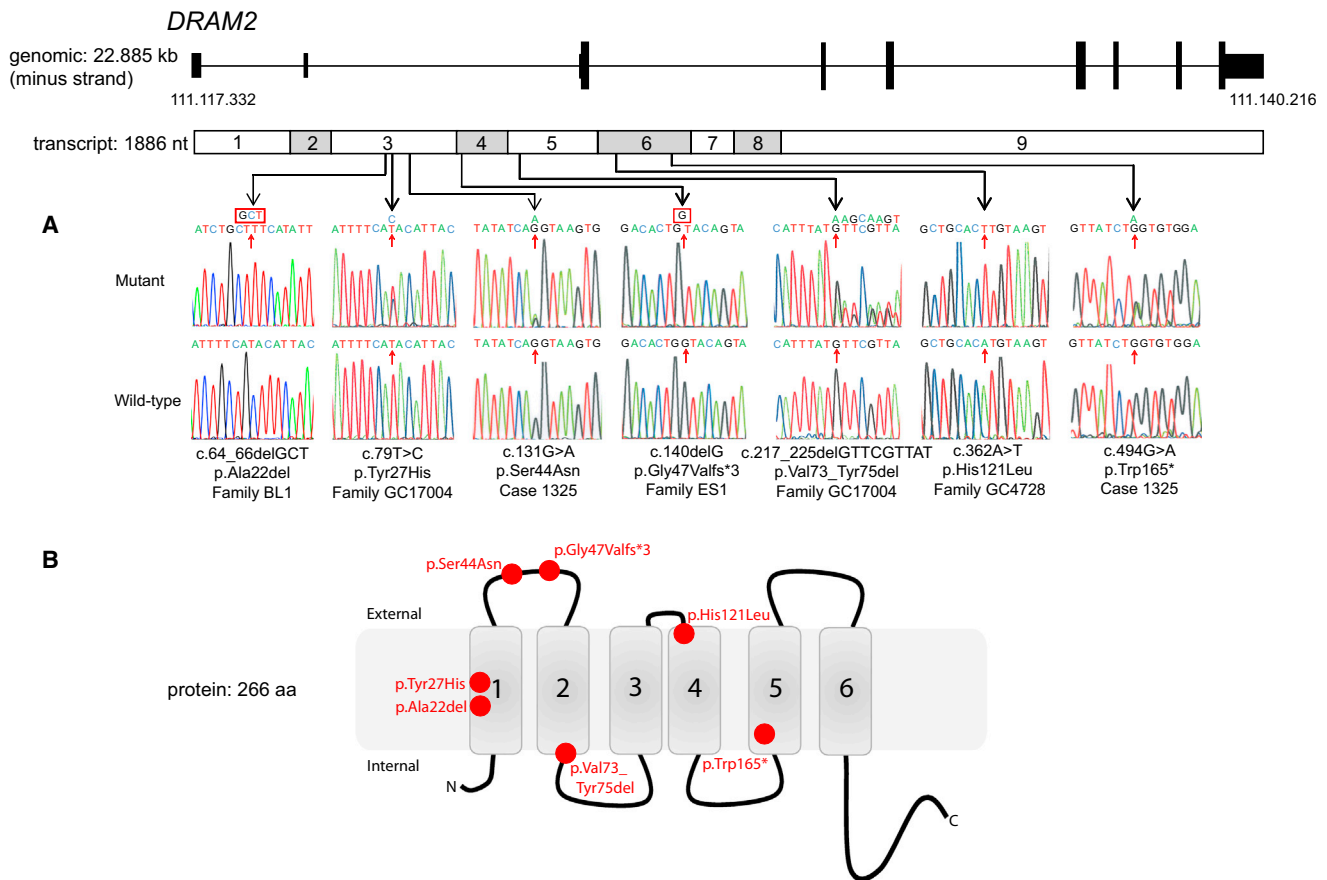 DRAM2
genomic: 22.885 kb
(minus strand)
111.117.332
111.140.216
transcript: 1886 nt
1 2 3 4 5 6 7 8 9
A
GCT C A G AAGCAAGT A
ATCTGCTTTCATATT ATTTTCATACATTAC TATATCAGGTAAGTG GACACTGTACAGTA CATTTATGTTCGTTA GCTGCACTTGTAAGT GTTATCTGGTGTGGA
Mutant
ATTTTCATACATTAC ATTTTCATACATTAC TATATCAGGTAAGTG GACACTGGTACAGTA CATTTATGTTCGTTA GCTGCACATGTAAGT GTTATCTGGTGTGGA
Wild-type
c.64_66delGCT c.79T>C c.131G>A c.140delG c.217_225delGTTCGTTAT c.362A>T c.494G>A
p.Ala22del p.Tyr27His p.Ser44Asn p.Gly47Valfs*3 p.Val73_Tyr75del p.His121Leu p.Trp165*
Family BL1 Family GC17004 Case 1325 Family ES1 Family GC17004 Family GC4728 Case 1325
B
p.Gly47Valfs*3
p.Ser44Asn
External
p.His121Leu
protein: 266 aa
p.Tyr27His
1 2 3 4 5 6
p.Ala22del
Internal
p.Val73_
Tyr75del
p.Trp165*
N
C